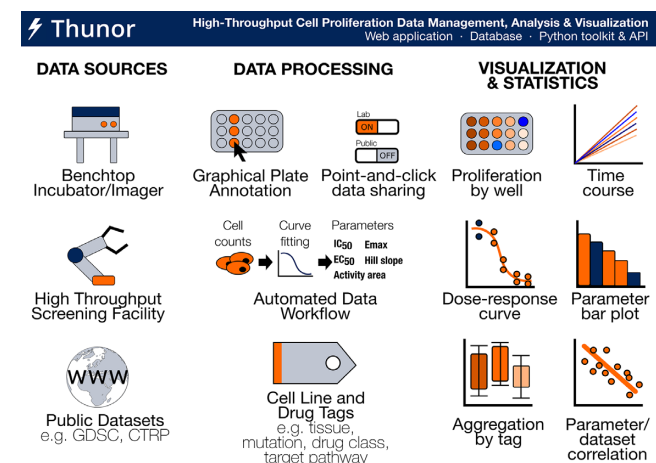 Thunor
High-Throughput Cell Proliferation Data Management, Analysis & Visualization
Web application · Database · Python toolkit & API
DATA SOURCES
Benchtop
Incubator/Imager
High Throughput
Screening Facility
WWW
Public Datasets
e.g. GDSC, CTRP
DATA PROCESSING
Graphical Plate
Annotation
Lab
ON
Public
OFF
Point-and-click
data sharing
Cell
counts
Curve
fitting
Parameters
IC50 Emax
EC50 Hill slope
Activity area
Automated Data
Workflow
Cell Line and
Drug Tags
e.g. tissue,
mutation, drug class,
target pathway
VISUALIZATION
& STATISTICS
Proliferation
by well
Time
course
Dose-response
curve
Parameter
bar plot
Aggregation
by tag
Parameter/
dataset
correlation